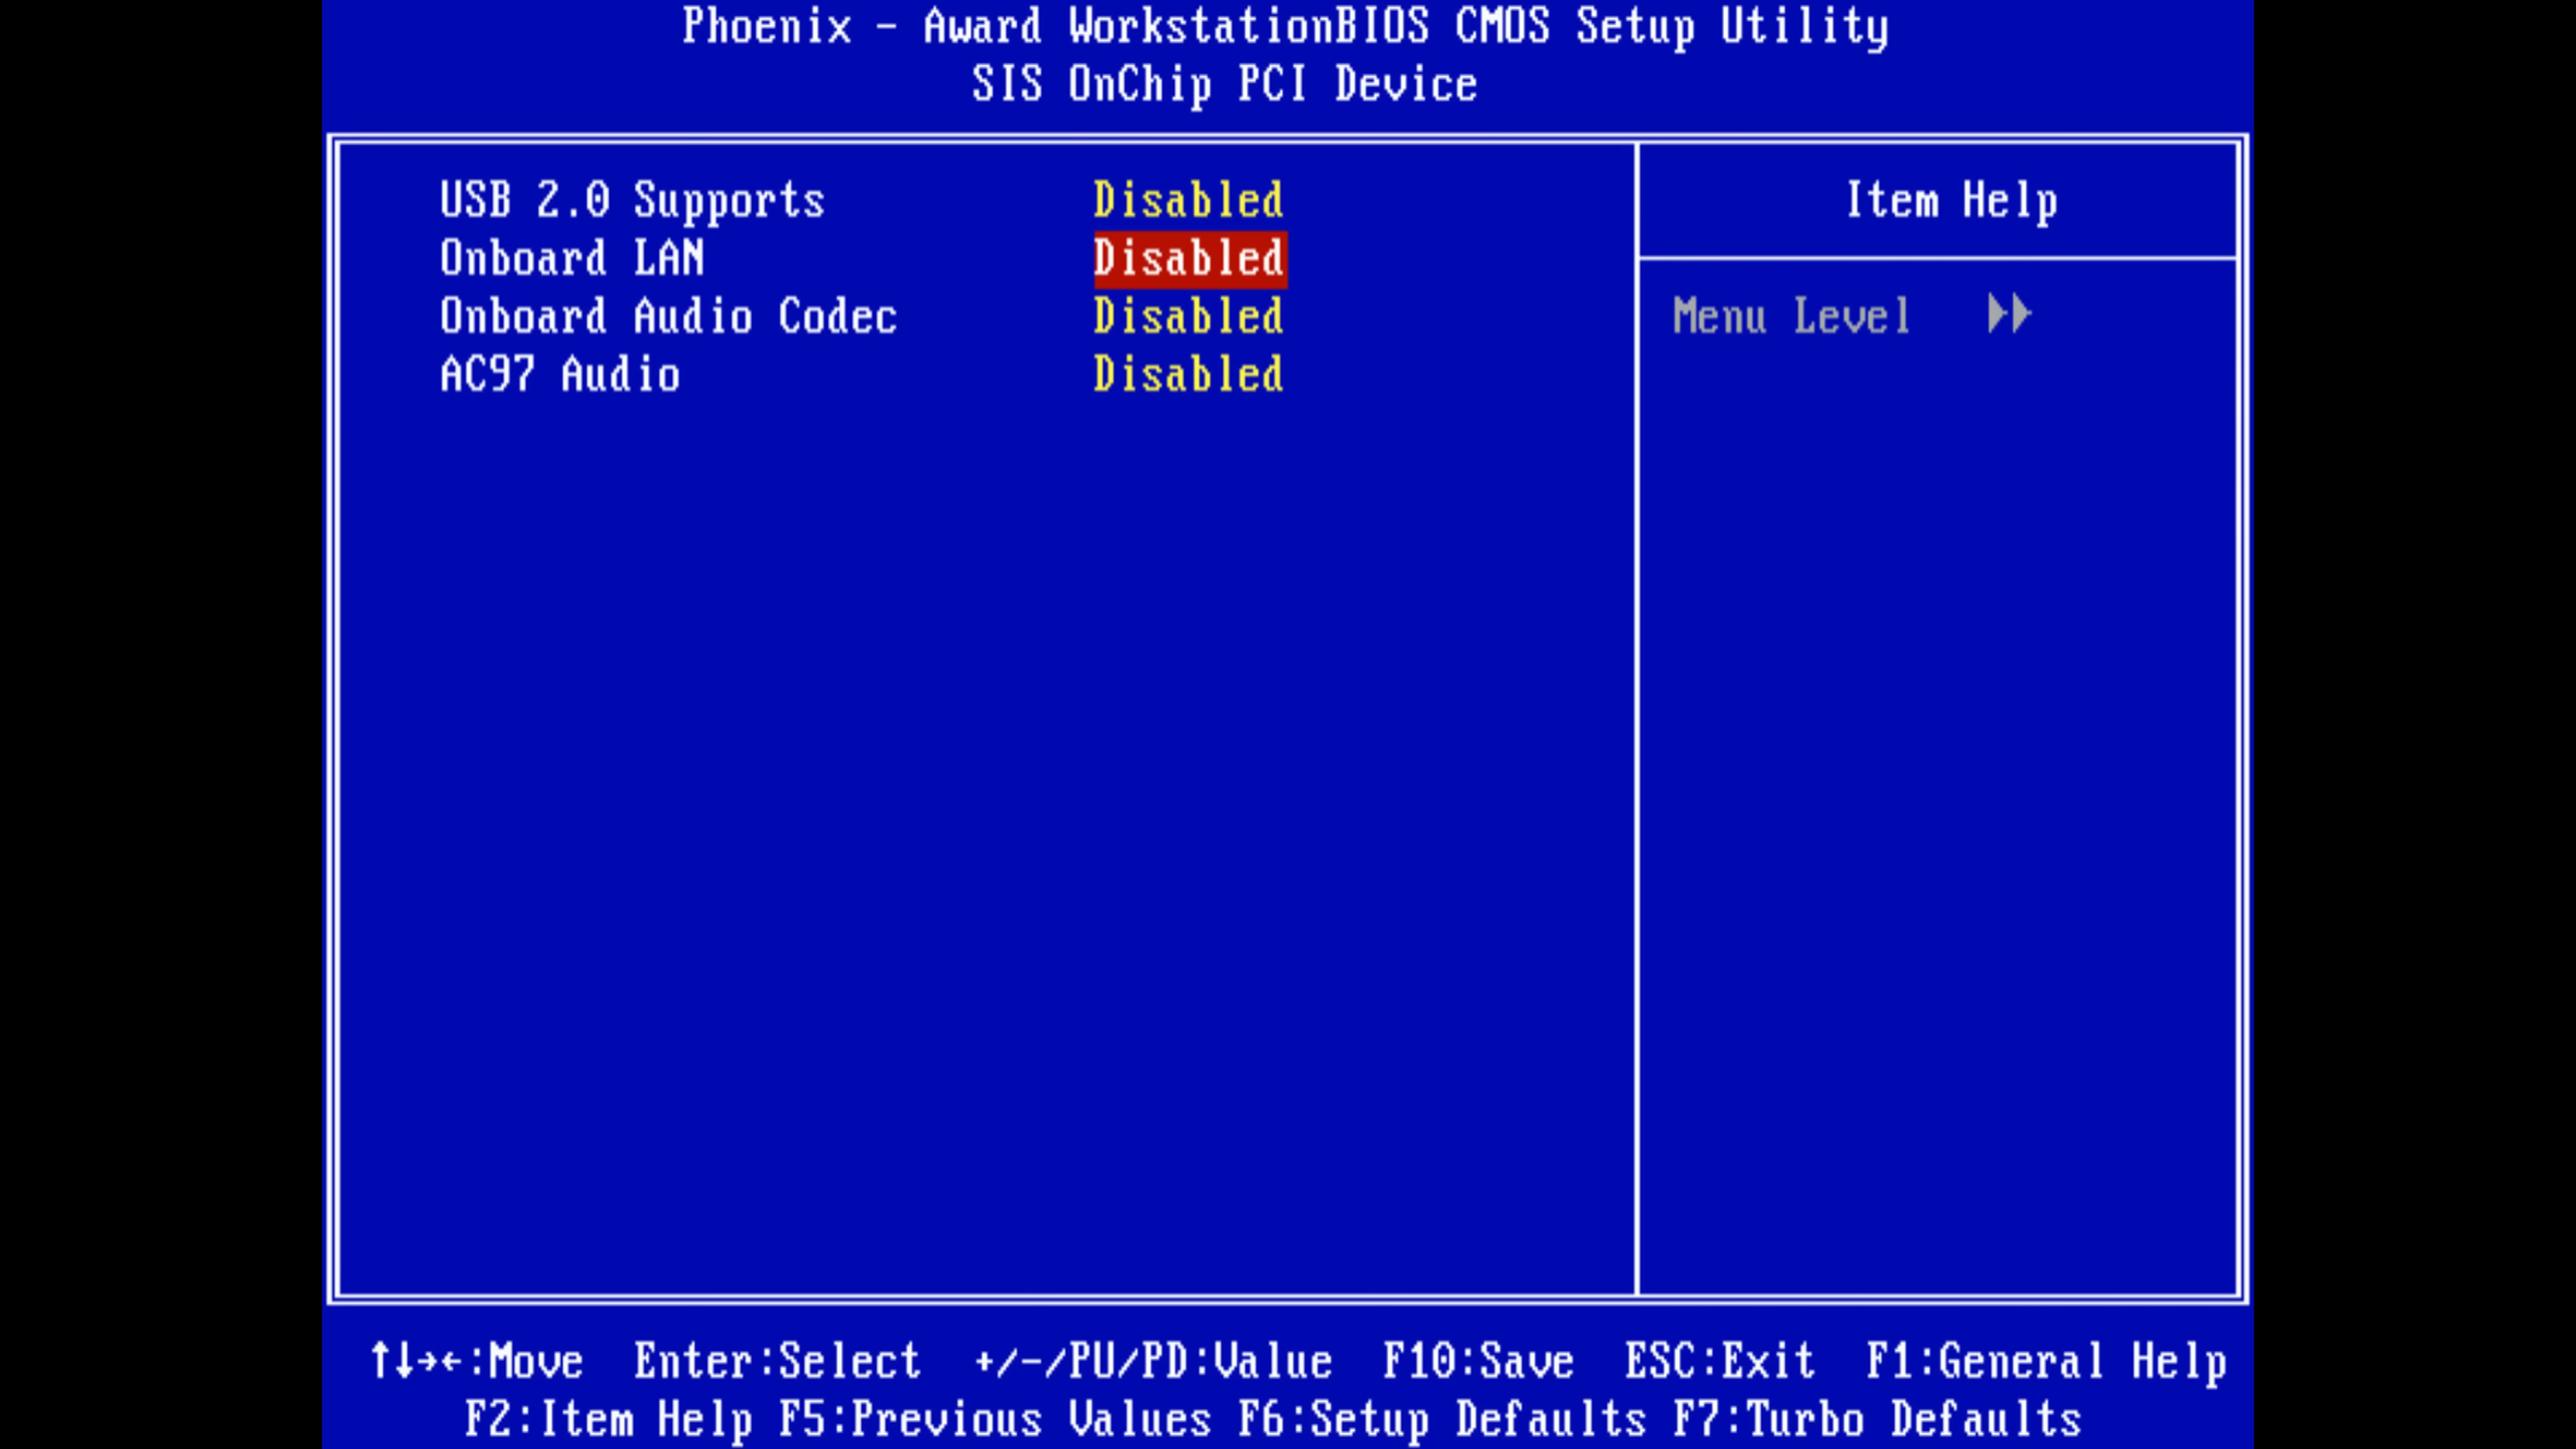 Phoenix - Award WorkstationBIOS CMOS Setup Utility
SIS OnChip PCI Device
USB 2.0 Supports Disabled
Onboard LAN Disabled
Onboard Audio Codec Disabled
AC97 Audio Disabled
Item Help
Menu Level ▸▸
↑↓→←:Move Enter:Select +/-/PU/PD:Value F10:Save ESC:Exit F1:General Help
F2:Item Help F5:Previous Values F6:Setup Defaults F7:Turbo Defaults